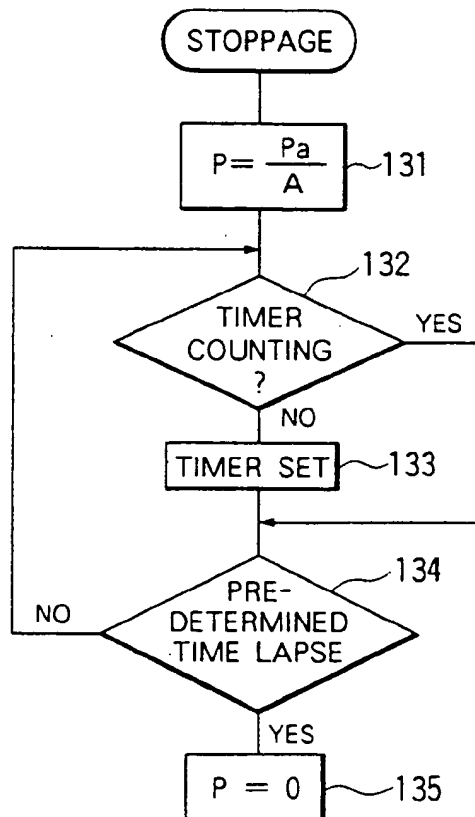 STOPPAGE
P = Pa / A
131
132
TIMER
COUNTING
?
YES
NO
TIMER SET
133
134
PRE-
DETERMINED
TIME LAPSE
NO
YES
P = 0
135